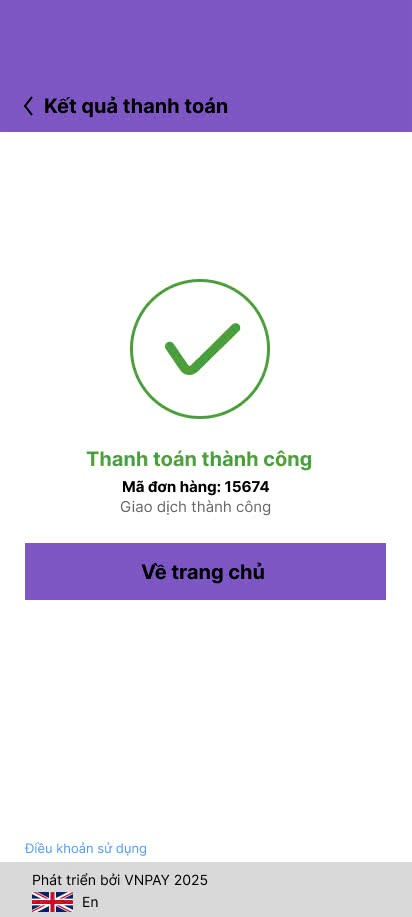 Kết quả thanh toán
Thanh toán thành công
Mã đơn hàng: 15674
Giao dịch thành công
Về trang chủ
Điều khoản sử dụng
Phát triển bởi VNPAY 2025
En